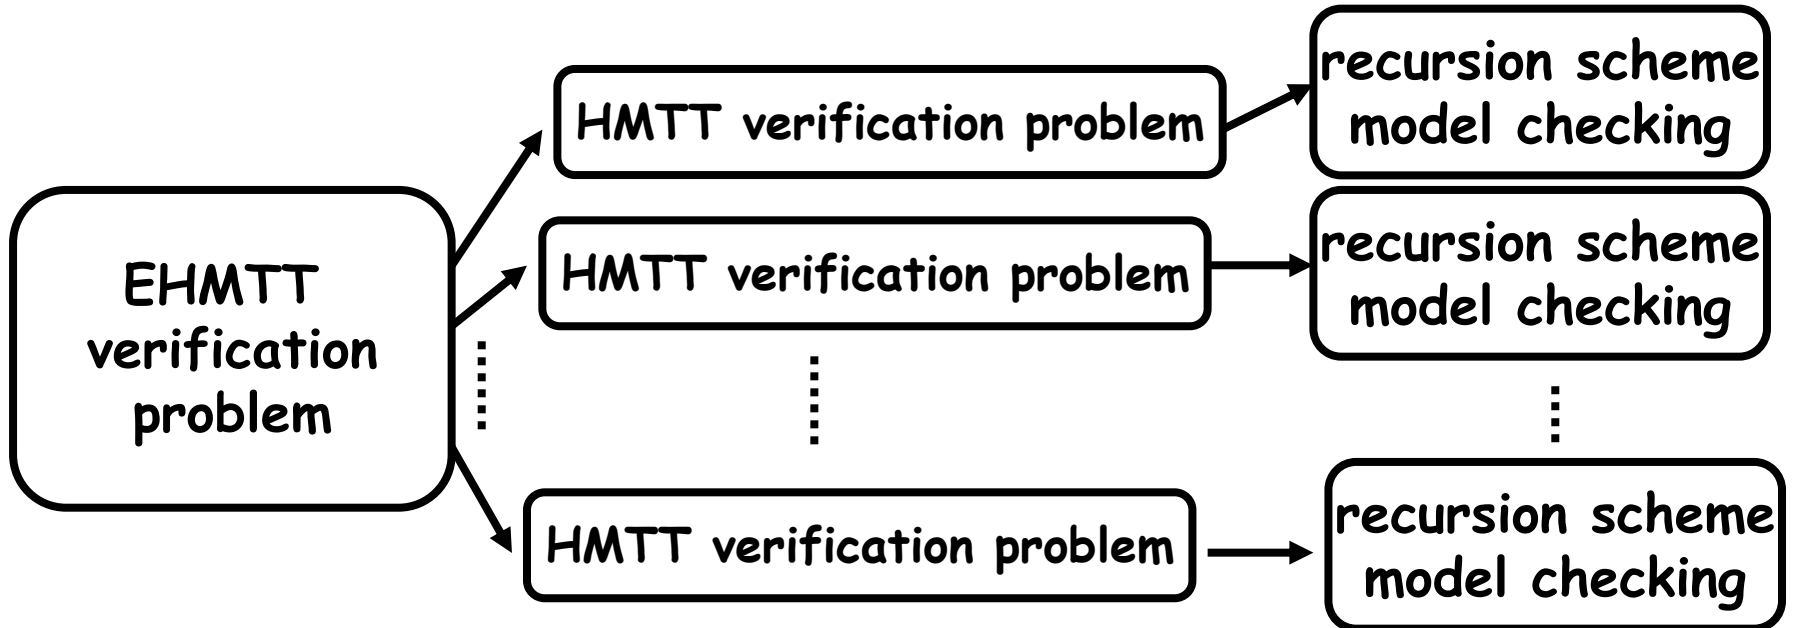 EHMTT
verification
problem
HMTT verification problem
recursion scheme
model checking
HMTT verification problem
recursion scheme
model checking
HMTT verification problem
recursion scheme
model checking